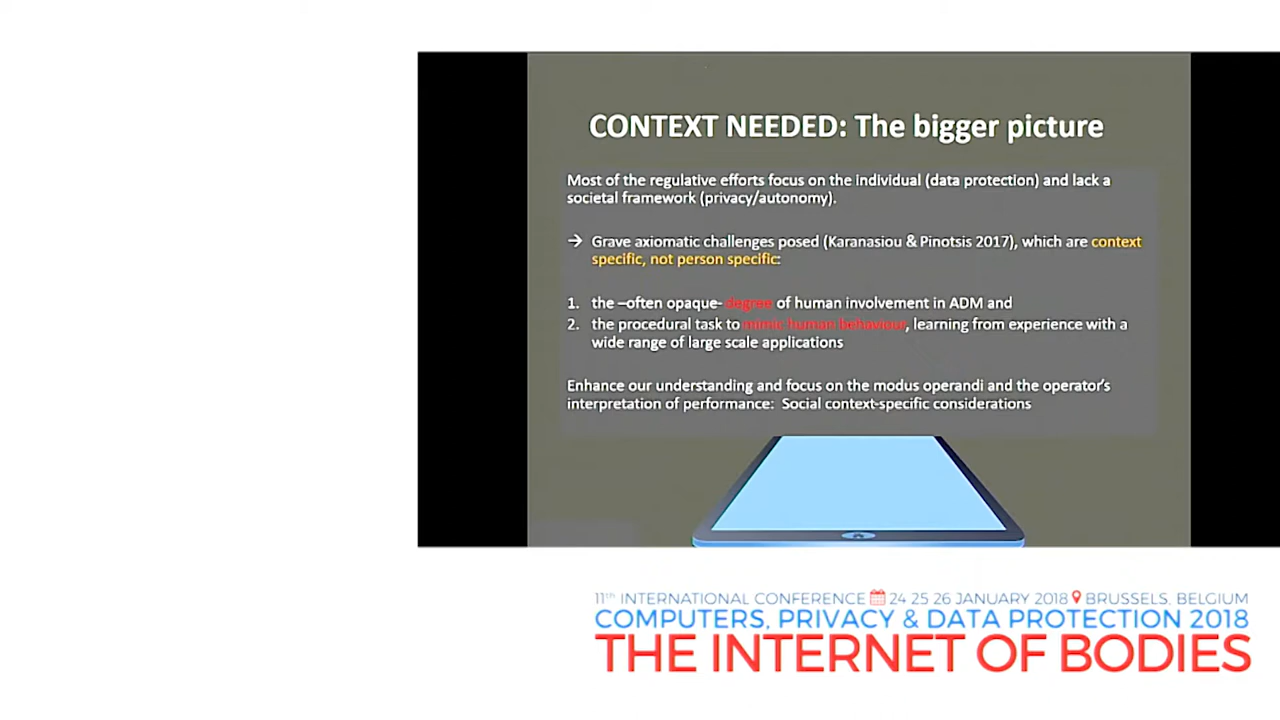 CONTEXT NEEDED: The bigger picture
Most of the regulative efforts focus on the individual (data protection) and lack a
societal framework (privacy/autonomy).
→ Grave axiomatic challenges posed (Karanasiou & Pinotsis 2017), which are context
specific, not person specific:
1. the –often opaque- degree of human involvement in ADM and
2. the procedural task to mimic human behaviour, learning from experience with a
wide range of large scale applications
Enhance our understanding and focus on the modus operandi and the operator's
interpretation of performance: Social context-specific considerations
11th INTERNATIONAL CONFERENCE 24 25 26 JANUARY 2018 BRUSSELS, BELGIUM
COMPUTERS, PRIVACY & DATA PROTECTION 2018
THE INTERNET OF BODIES